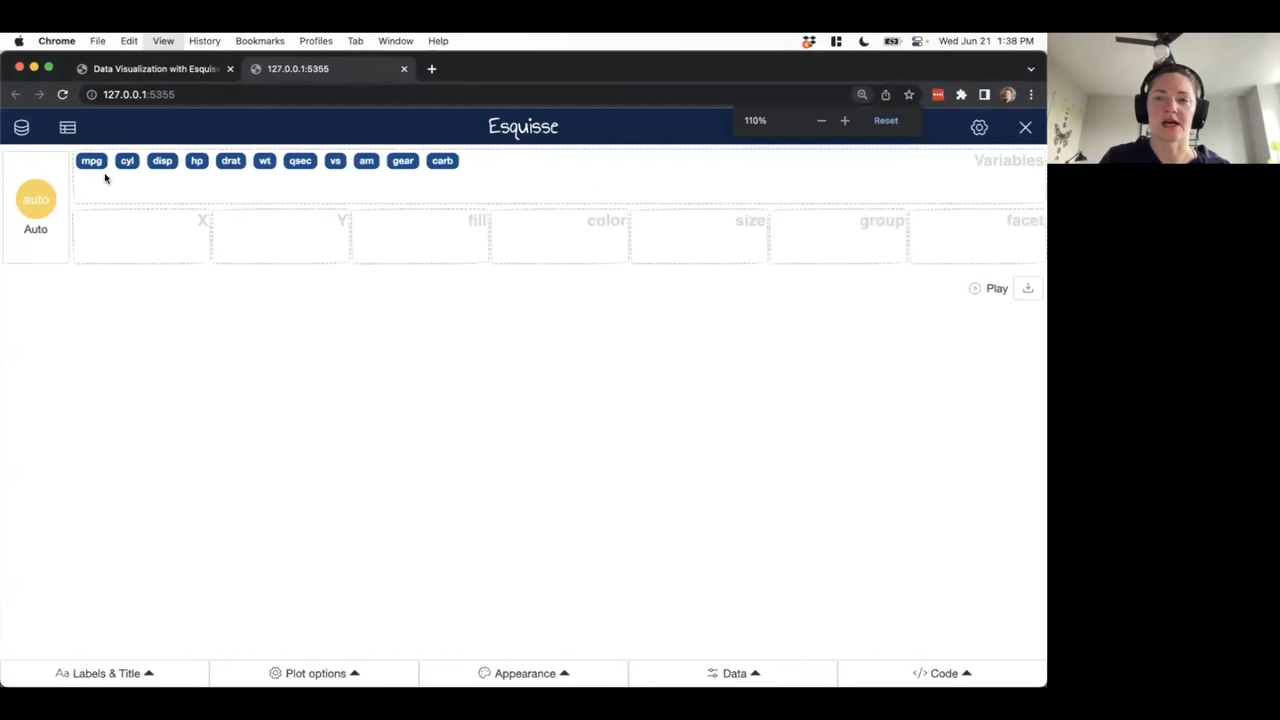 Chrome File Edit View History Bookmarks Profiles Tab Window Help Wed Jun 21 1:38 PM
Data Visualization with Esquiss 127.0.0.1:5355
127.0.0.1:5355
110% Reset
Esquisse
mpg cyl disp hp drat wt qsec vs am gear carb Variables
auto
Auto
X Y fill color size group facet
Play
Aa Labels & Title Plot options Appearance Data </> Code